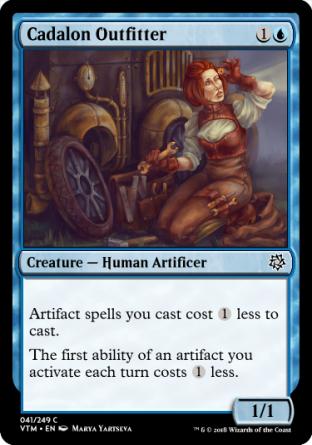 Cadalon Outfitter 1
Creature — Human Artificer
Artifact spells you cast cost 1 less to
cast.
The first ability of an artifact you
activate each turn costs 1 less.
1/1
041/249 C
VTM • EN Marya Yartseva
™ & © 2018 Wizards of the Coast